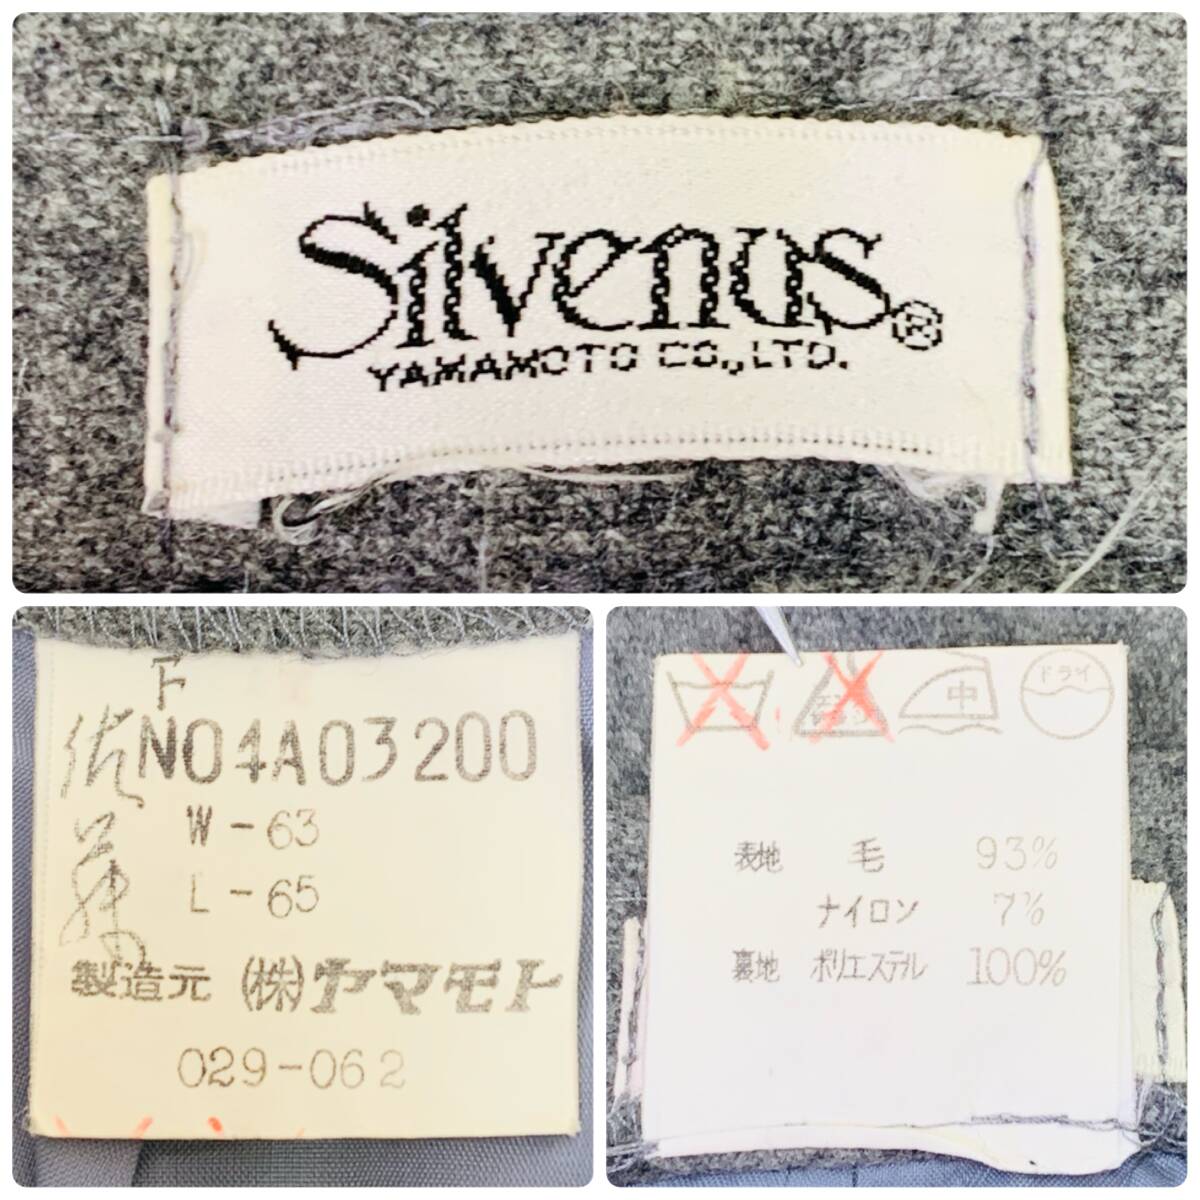 Silvenus®
YAMAMOTO CO.,LTD.
F
佐藤
N04A03200
W-63
L-65
製造元 (株)ヤマモト
029-062
中 ドライ
表地 毛 93%
ナイロン 7%
裏地 ポリエステル 100%